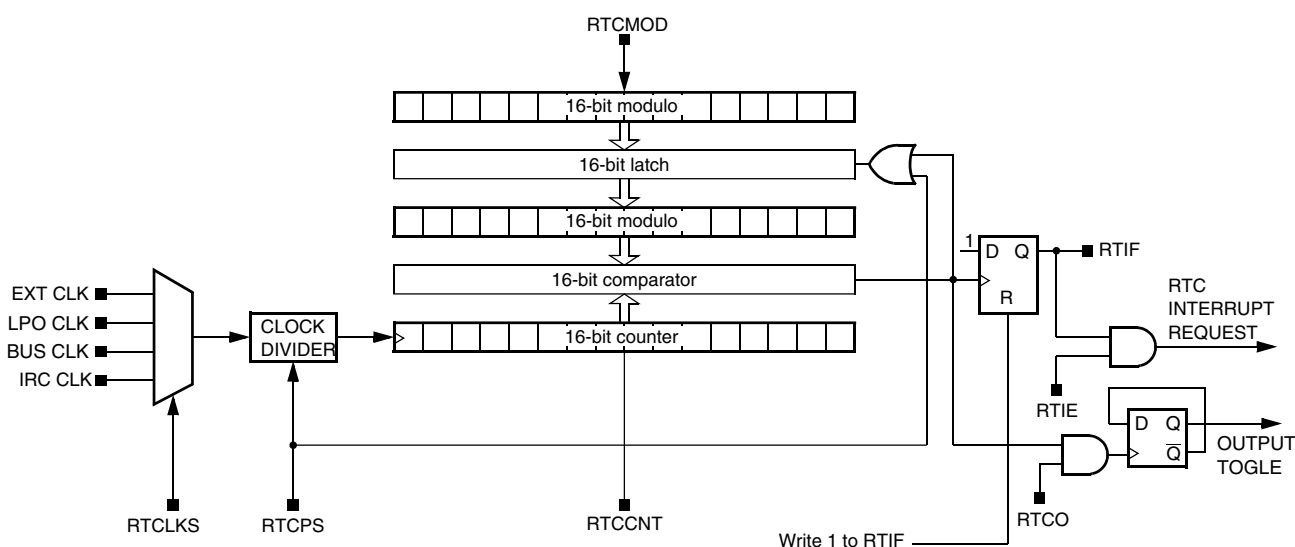 RTCMOD
16-bit modulo
16-bit latch
16-bit modulo
16-bit comparator
16-bit counter
EXT CLK
LPO CLK
BUS CLK
IRC CLK
CLOCK
DIVIDER
1
D Q
R
RTIF
RTC
INTERRUPT
REQUEST
RTIE
D Q
Q
OUTPUT
TOGLE
RTCLKS
RTCPS
RTCCNT
RTCO
Write 1 to RTIF